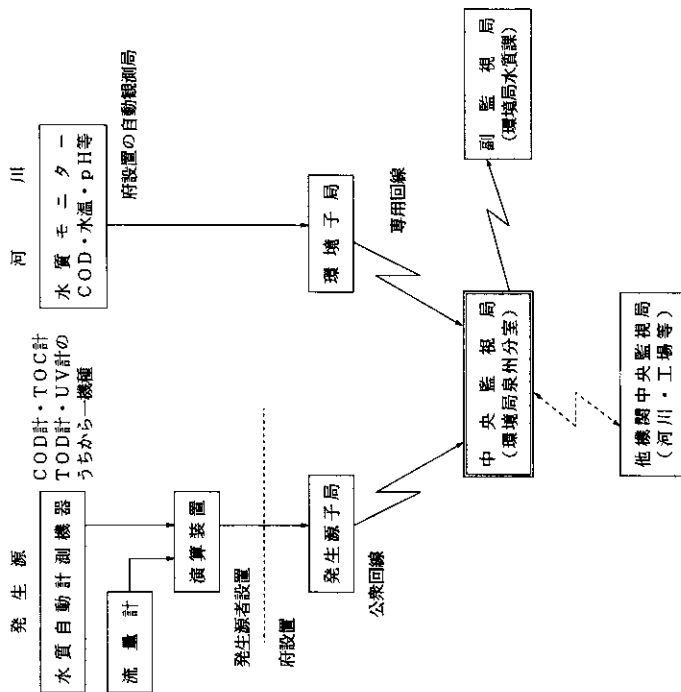 発生源
水質自動計測機器
COD計・TOC計
TOD計・UV計の
うちから一機種
流量計
演算装置
発生源者設置
府設置
発生源子局
公衆回線
河川
水質モニター
COD・水温・pH等
府設置の自動観測局
環境子局
専用回線
中央監視局
(環境局泉州分室)
副監視局
(環境局水質課)
他機関中央監視局
(河川・工場等)